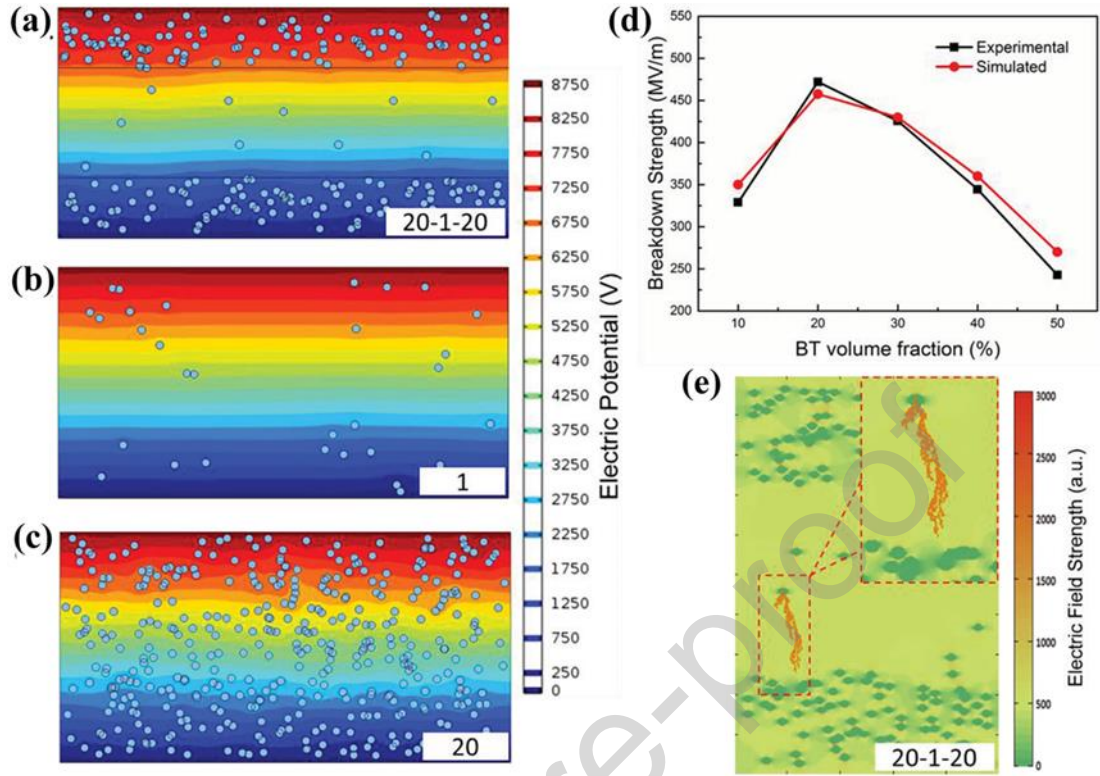 (a)
20-1-20
(b)
1
(c)
20
8750
8250
7750
7250
6750
6250
5750
5250
4750
4250
3750
3250
2750
2250
1750
1250
750
250
0
Electric Potential (V)
(d)
550
500
450
400
350
300
250
200
Breakdown Strength (MV/m)
Experimental
Simulated
10 20 30 40 50
BT volume fraction (%)
(e)
20-1-20
3000
2500
2000
1500
1000
500
0
Electric Field Strength (a.u.)
re-proof